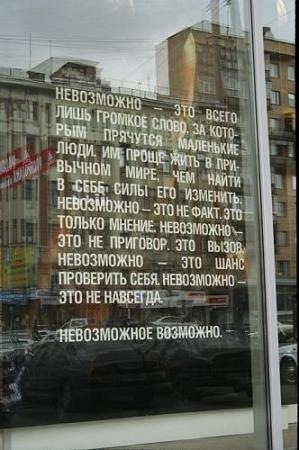 НЕВОЗМОЖНО — ЭТО ВСЕГО
ЛИШЬ ГРОМКОЕ СЛОВО, ЗА КОТО-
РЫМ ПРЯЧУТСЯ МАЛЕНЬКИЕ
ЛЮДИ. ИМ ПРОЩЕ ЖИТЬ В ПРИ-
ВЫЧНОМ МИРЕ, ЧЕМ НАЙТИ
В СЕБЕ СИЛЫ ЕГО ИЗМЕНИТЬ.
НЕВОЗМОЖНО — ЭТО НЕ ФАКТ. ЭТО
ТОЛЬКО МНЕНИЕ. НЕВОЗМОЖНО —
ЭТО НЕ ПРИГОВОР. ЭТО ВЫЗОВ.
НЕВОЗМОЖНО — ЭТО ШАНС
ПРОВЕРИТЬ СЕБЯ. НЕВОЗМОЖНО —
ЭТО НЕ НАВСЕГДА.
НЕВОЗМОЖНОЕ ВОЗМОЖНО.